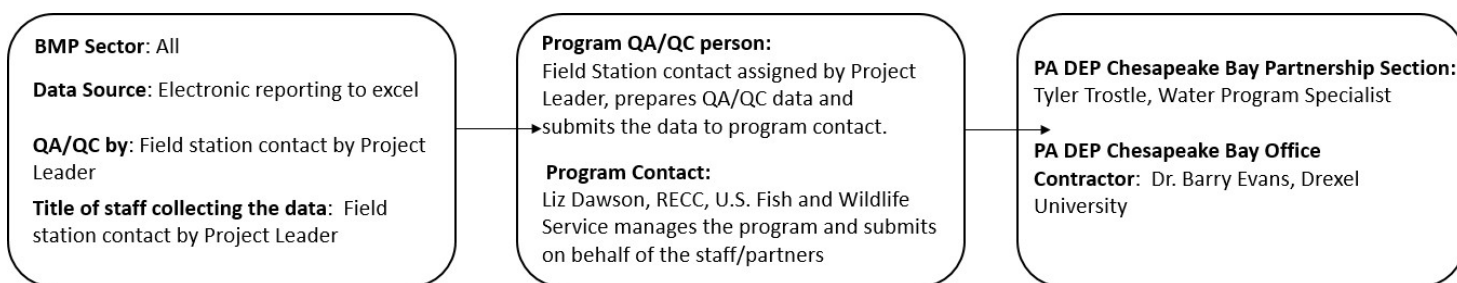 BMP Sector: All
Data Source: Electronic reporting to excel
QA/QC by: Field station contact by Project
Leader
Title of staff collecting the data: Field
station contact by Project Leader
Program QA/QC person:
Field Station contact assigned by Project
Leader, prepares QA/QC data and
submits the data to program contact.
Program Contact:
Liz Dawson, RECC, U.S. Fish and Wildlife
Service manages the program and submits
on behalf of the staff/partners
PA DEP Chesapeake Bay Partnership Section:
Tyler Trostle, Water Program Specialist
PA DEP Chesapeake Bay Office
Contractor: Dr. Barry Evans, Drexel
University